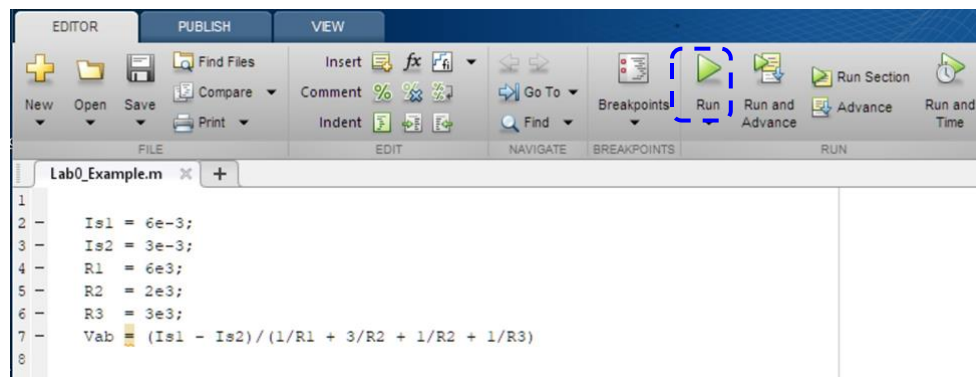 EDITOR PUBLISH VIEW
Find Files Insert fx fi
New Open Save Compare Comment % Go To Breakpoints Run Run and Advance Run Section Advance Run and Time
Print Indent Find
FILE EDIT NAVIGATE BREAKPOINTS RUN
Lab0_Example.m × +
1
2 - Is1 = 6e-3;
3 - Is2 = 3e-3;
4 - R1 = 6e3;
5 - R2 = 2e3;
6 - R3 = 3e3;
7 - Vab = (Is1 - Is2)/(1/R1 + 3/R2 + 1/R2 + 1/R3)
8